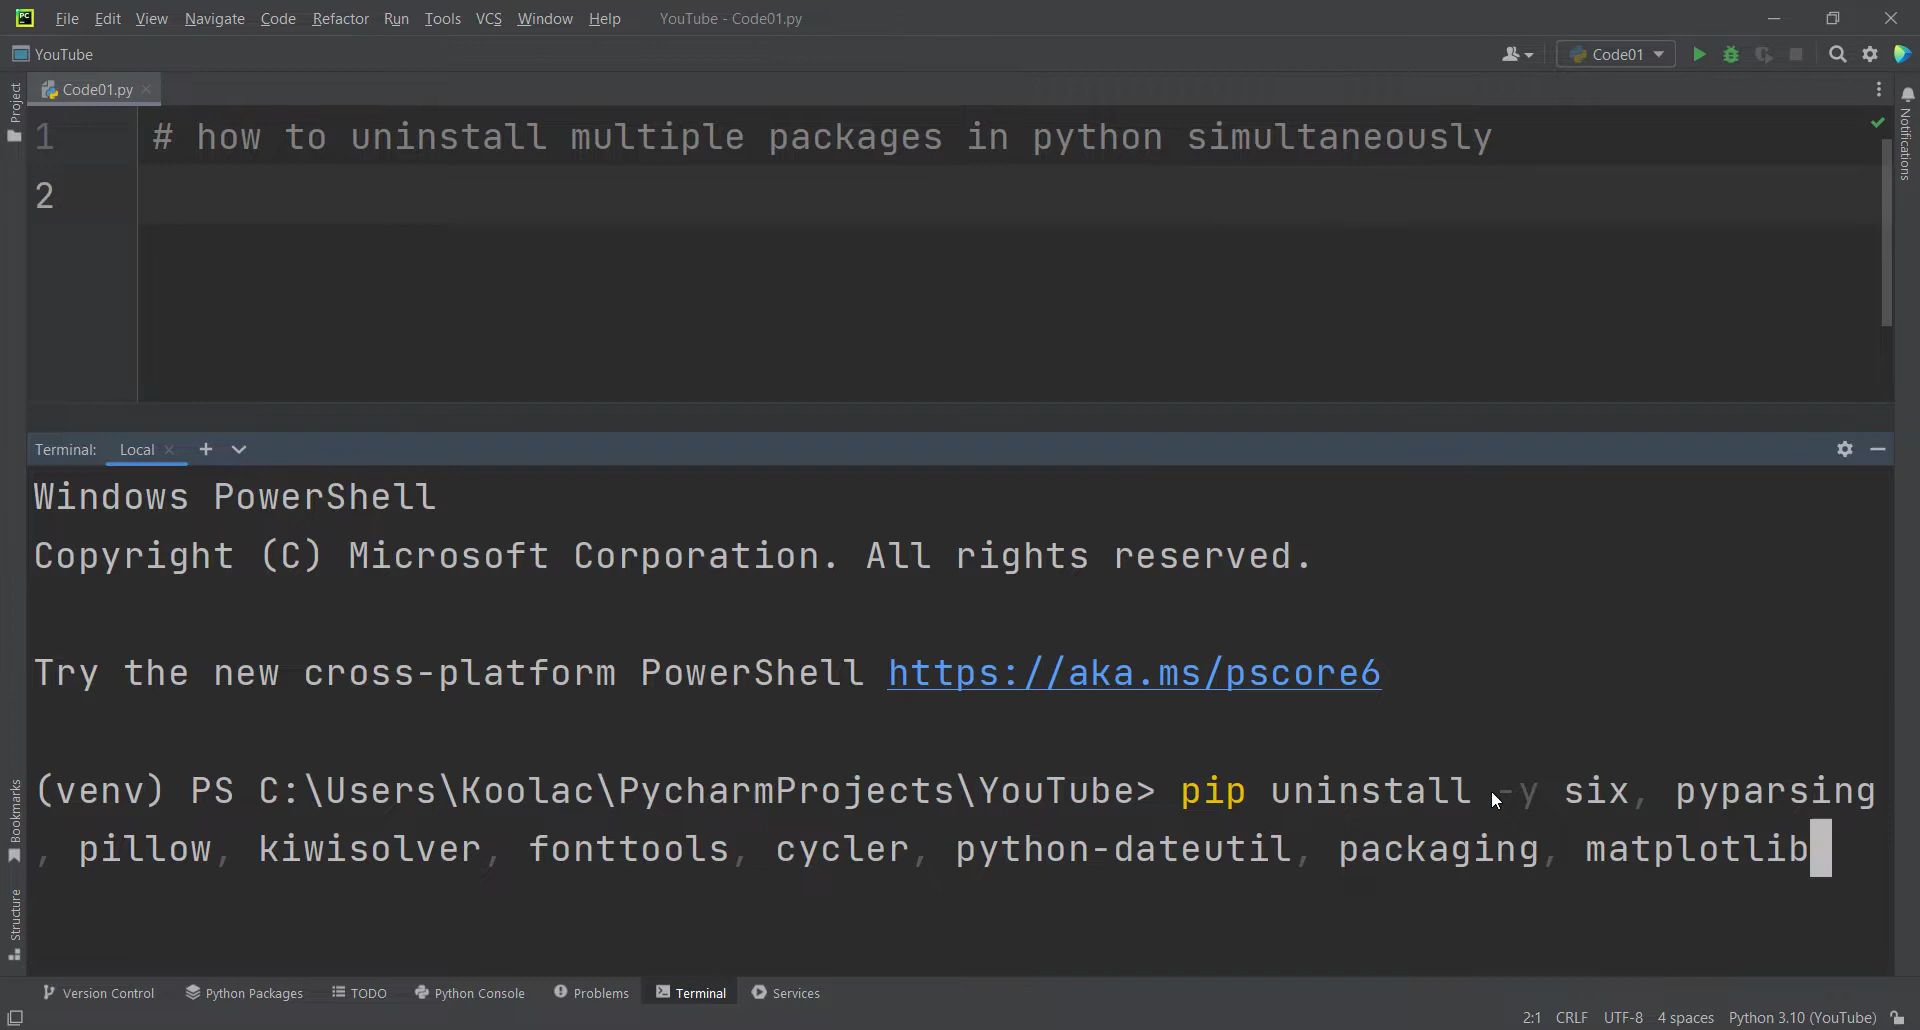 PC File Edit View Navigate Code Refactor Run Tools VCS Window Help YouTube - Code01.py
YouTube Code01
Project
Code01.py
Notifications
1 # how to uninstall multiple packages in python simultaneously
2
Terminal: Local
Windows PowerShell
Copyright (C) Microsoft Corporation. All rights reserved.
Try the new cross-platform PowerShell https://aka.ms/pscore6
(venv) PS C:\Users\Koolac\PycharmProjects\YouTube> pip uninstall -y six, pyparsing
, pillow, kiwisolver, fonttools, cycler, python-dateutil, packaging, matplotlib
Bookmarks
Structure
Version Control Python Packages TODO Python Console Problems Terminal Services
2:1 CRLF UTF-8 4 spaces Python 3.10 (YouTube)